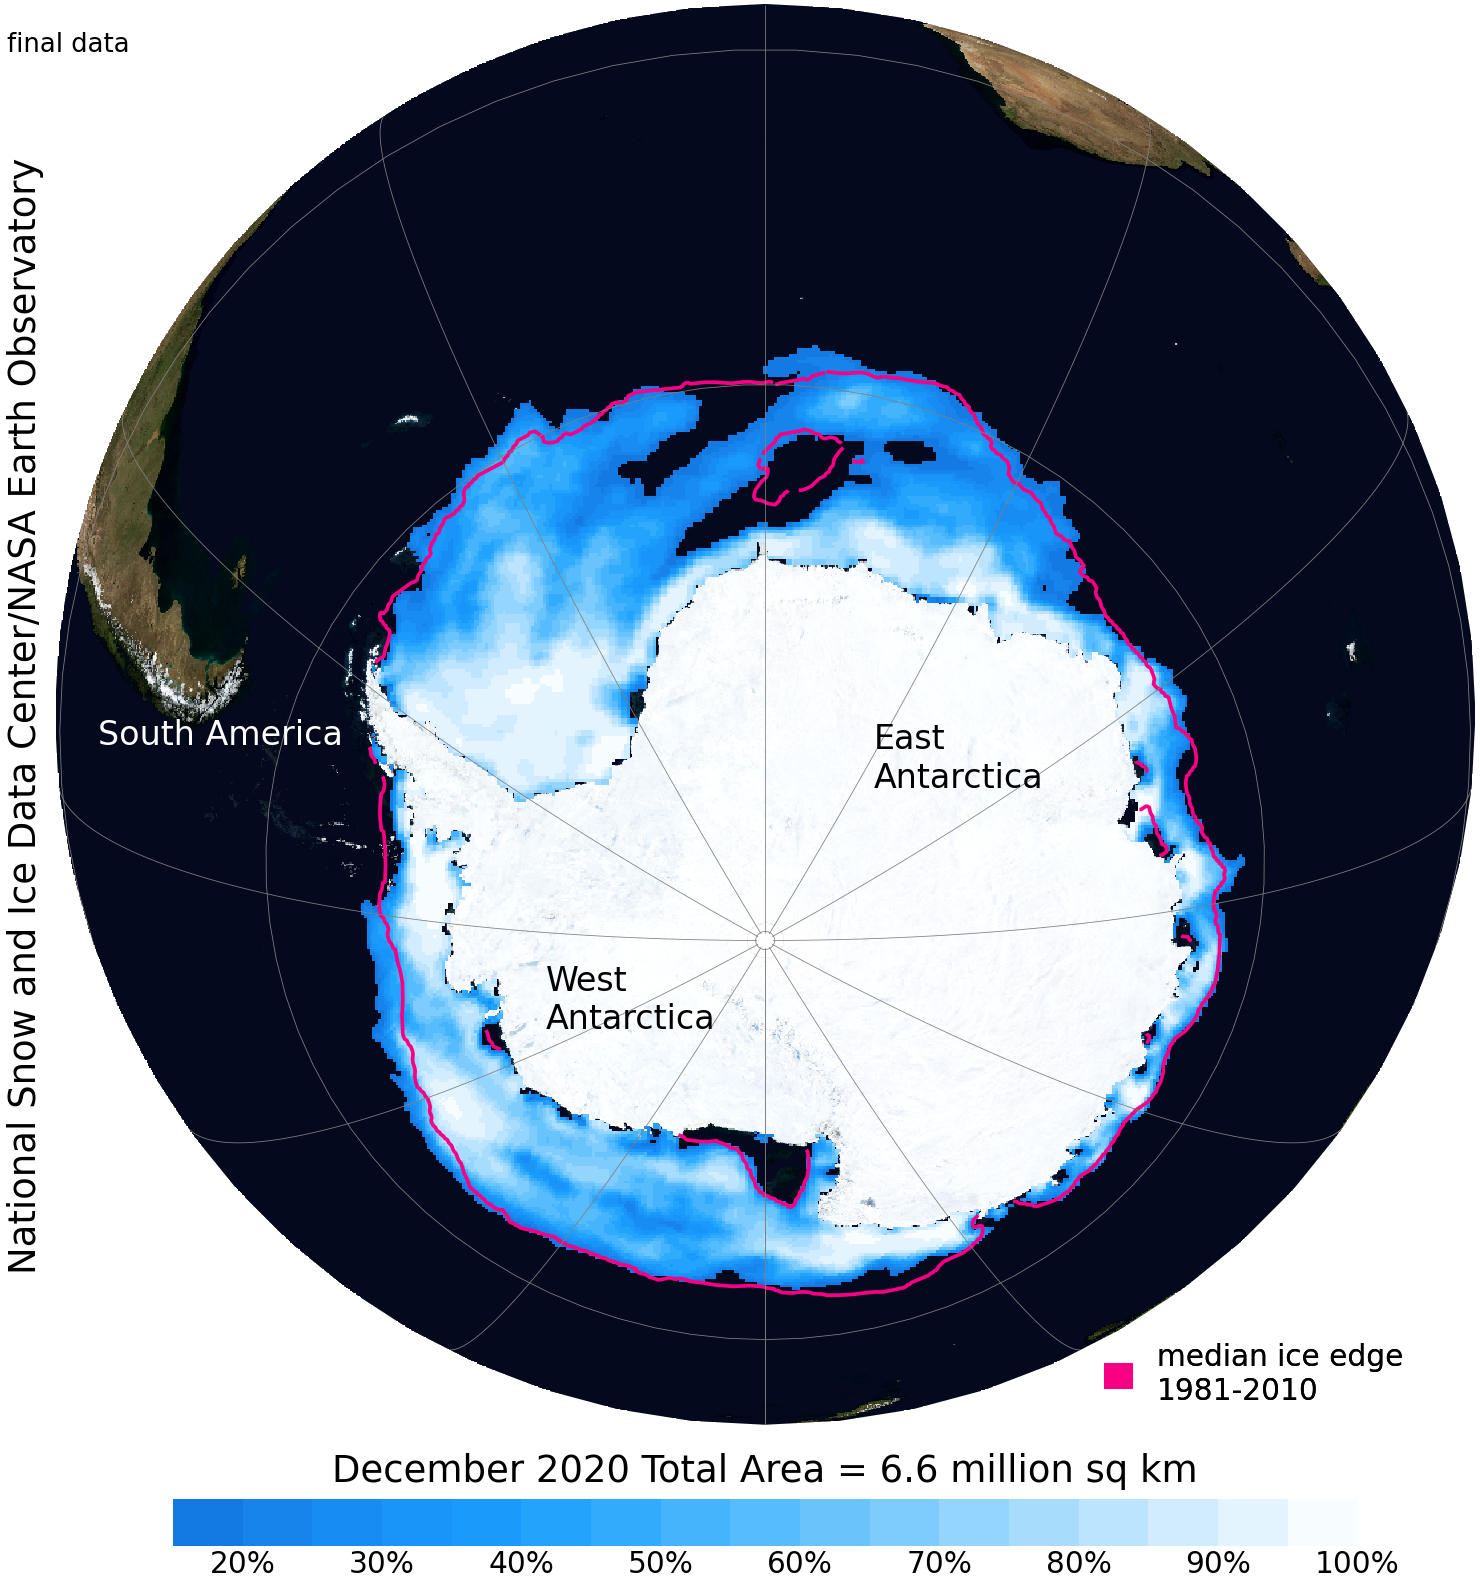 final data
National Snow and Ice Data Center/NASA Earth Observatory
South America
East
Antarctica
West
Antarctica
median ice edge
1981-2010
December 2020 Total Area = 6.6 million sq km
20% 30% 40% 50% 60% 70% 80% 90% 100%